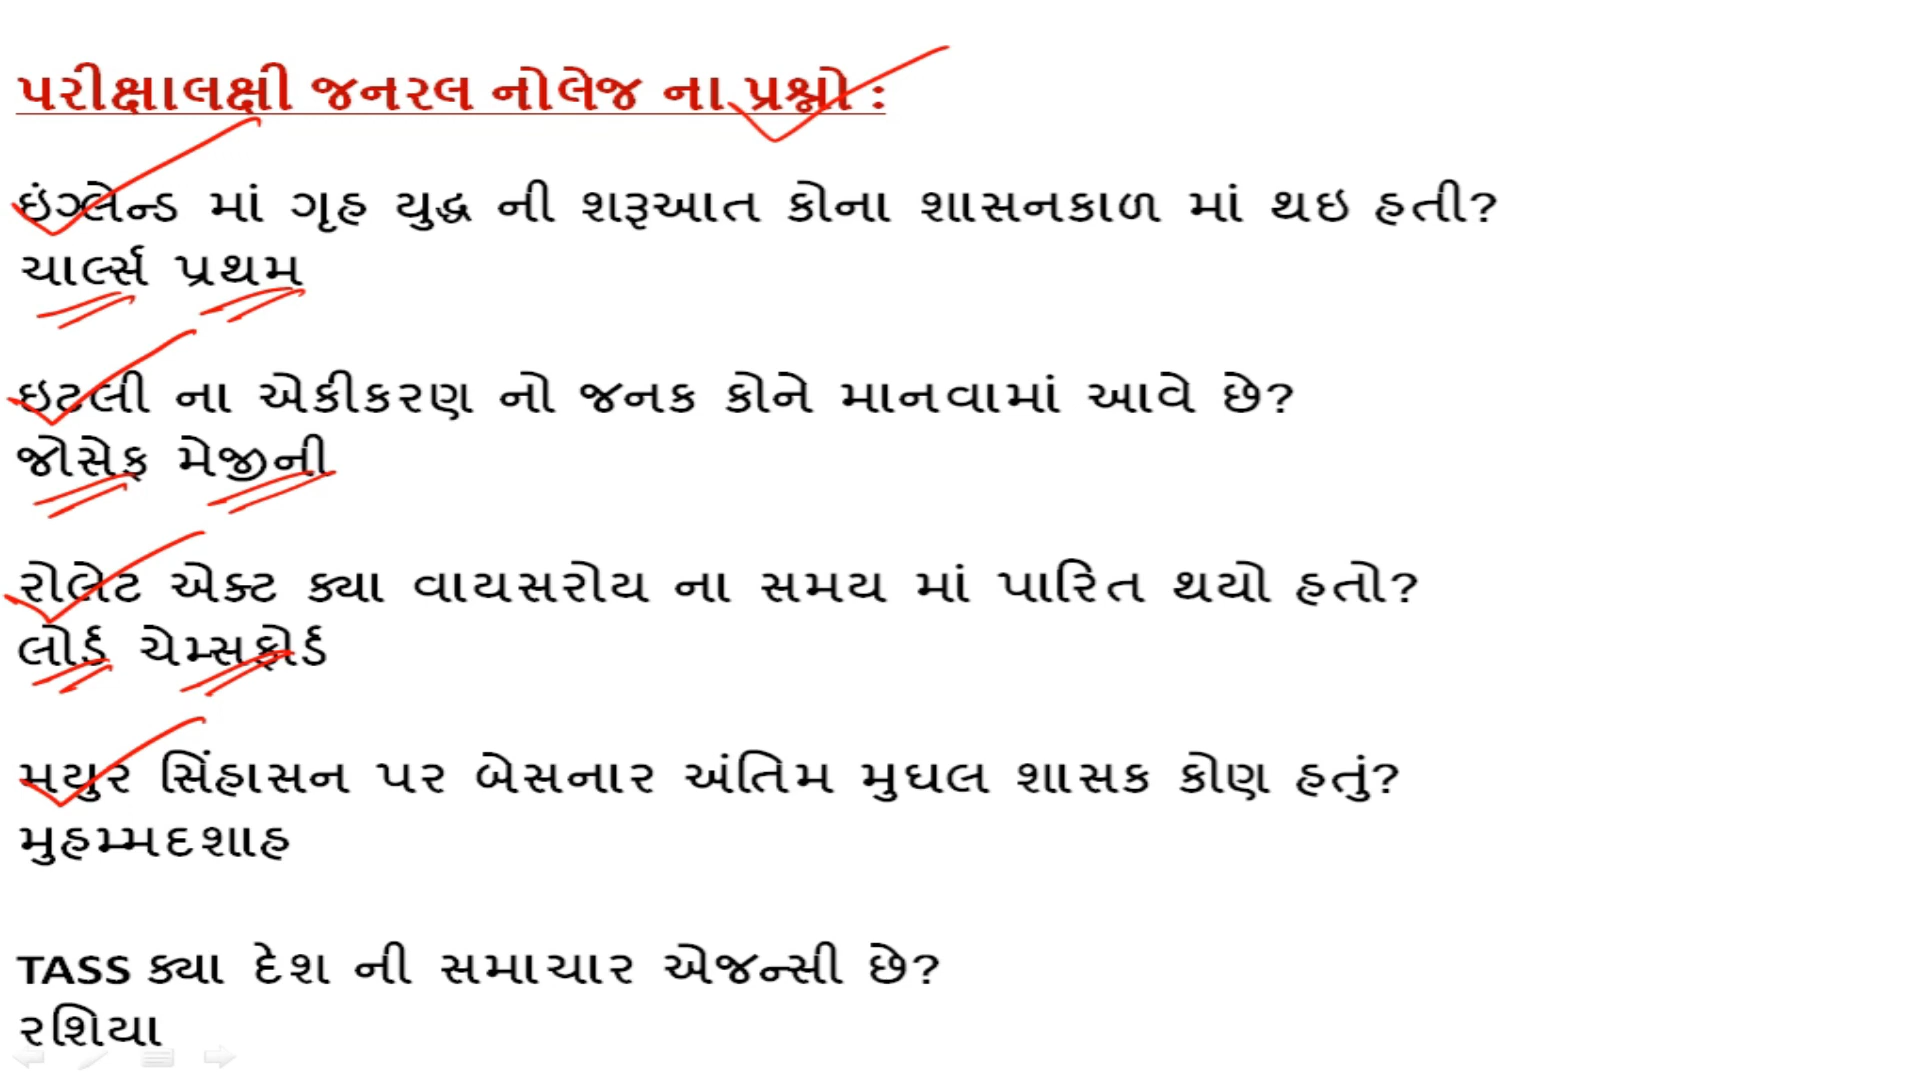 પરીક્ષાલક્ષી જનરલ નોલેજ ના પ્રશ્નો :
ઇંગ્લેન્ડ માં ગૃહ યુદ્ધ ની શરૂઆત કોના શાસનકાળ માં થઇ હતી?
ચાર્લ્સ પ્રથમ
ઇટલી ના એકીકરણ નો જનક કોને માનવામાં આવે છે?
જોસેફ મેજીની
રોલેટ એક્ટ ક્યા વાયસરોય ના સમય માં પારિત થયો હતો?
લોર્ડ ચેમ્સફોર્ડ
મયુર સિંહાસન પર બેસનાર અંતિમ મુઘલ શાસક કોણ હતું?
મુહમ્મદશાહ
TASS ક્યા દેશ ની સમાચાર એજન્સી છે?
રશિયા